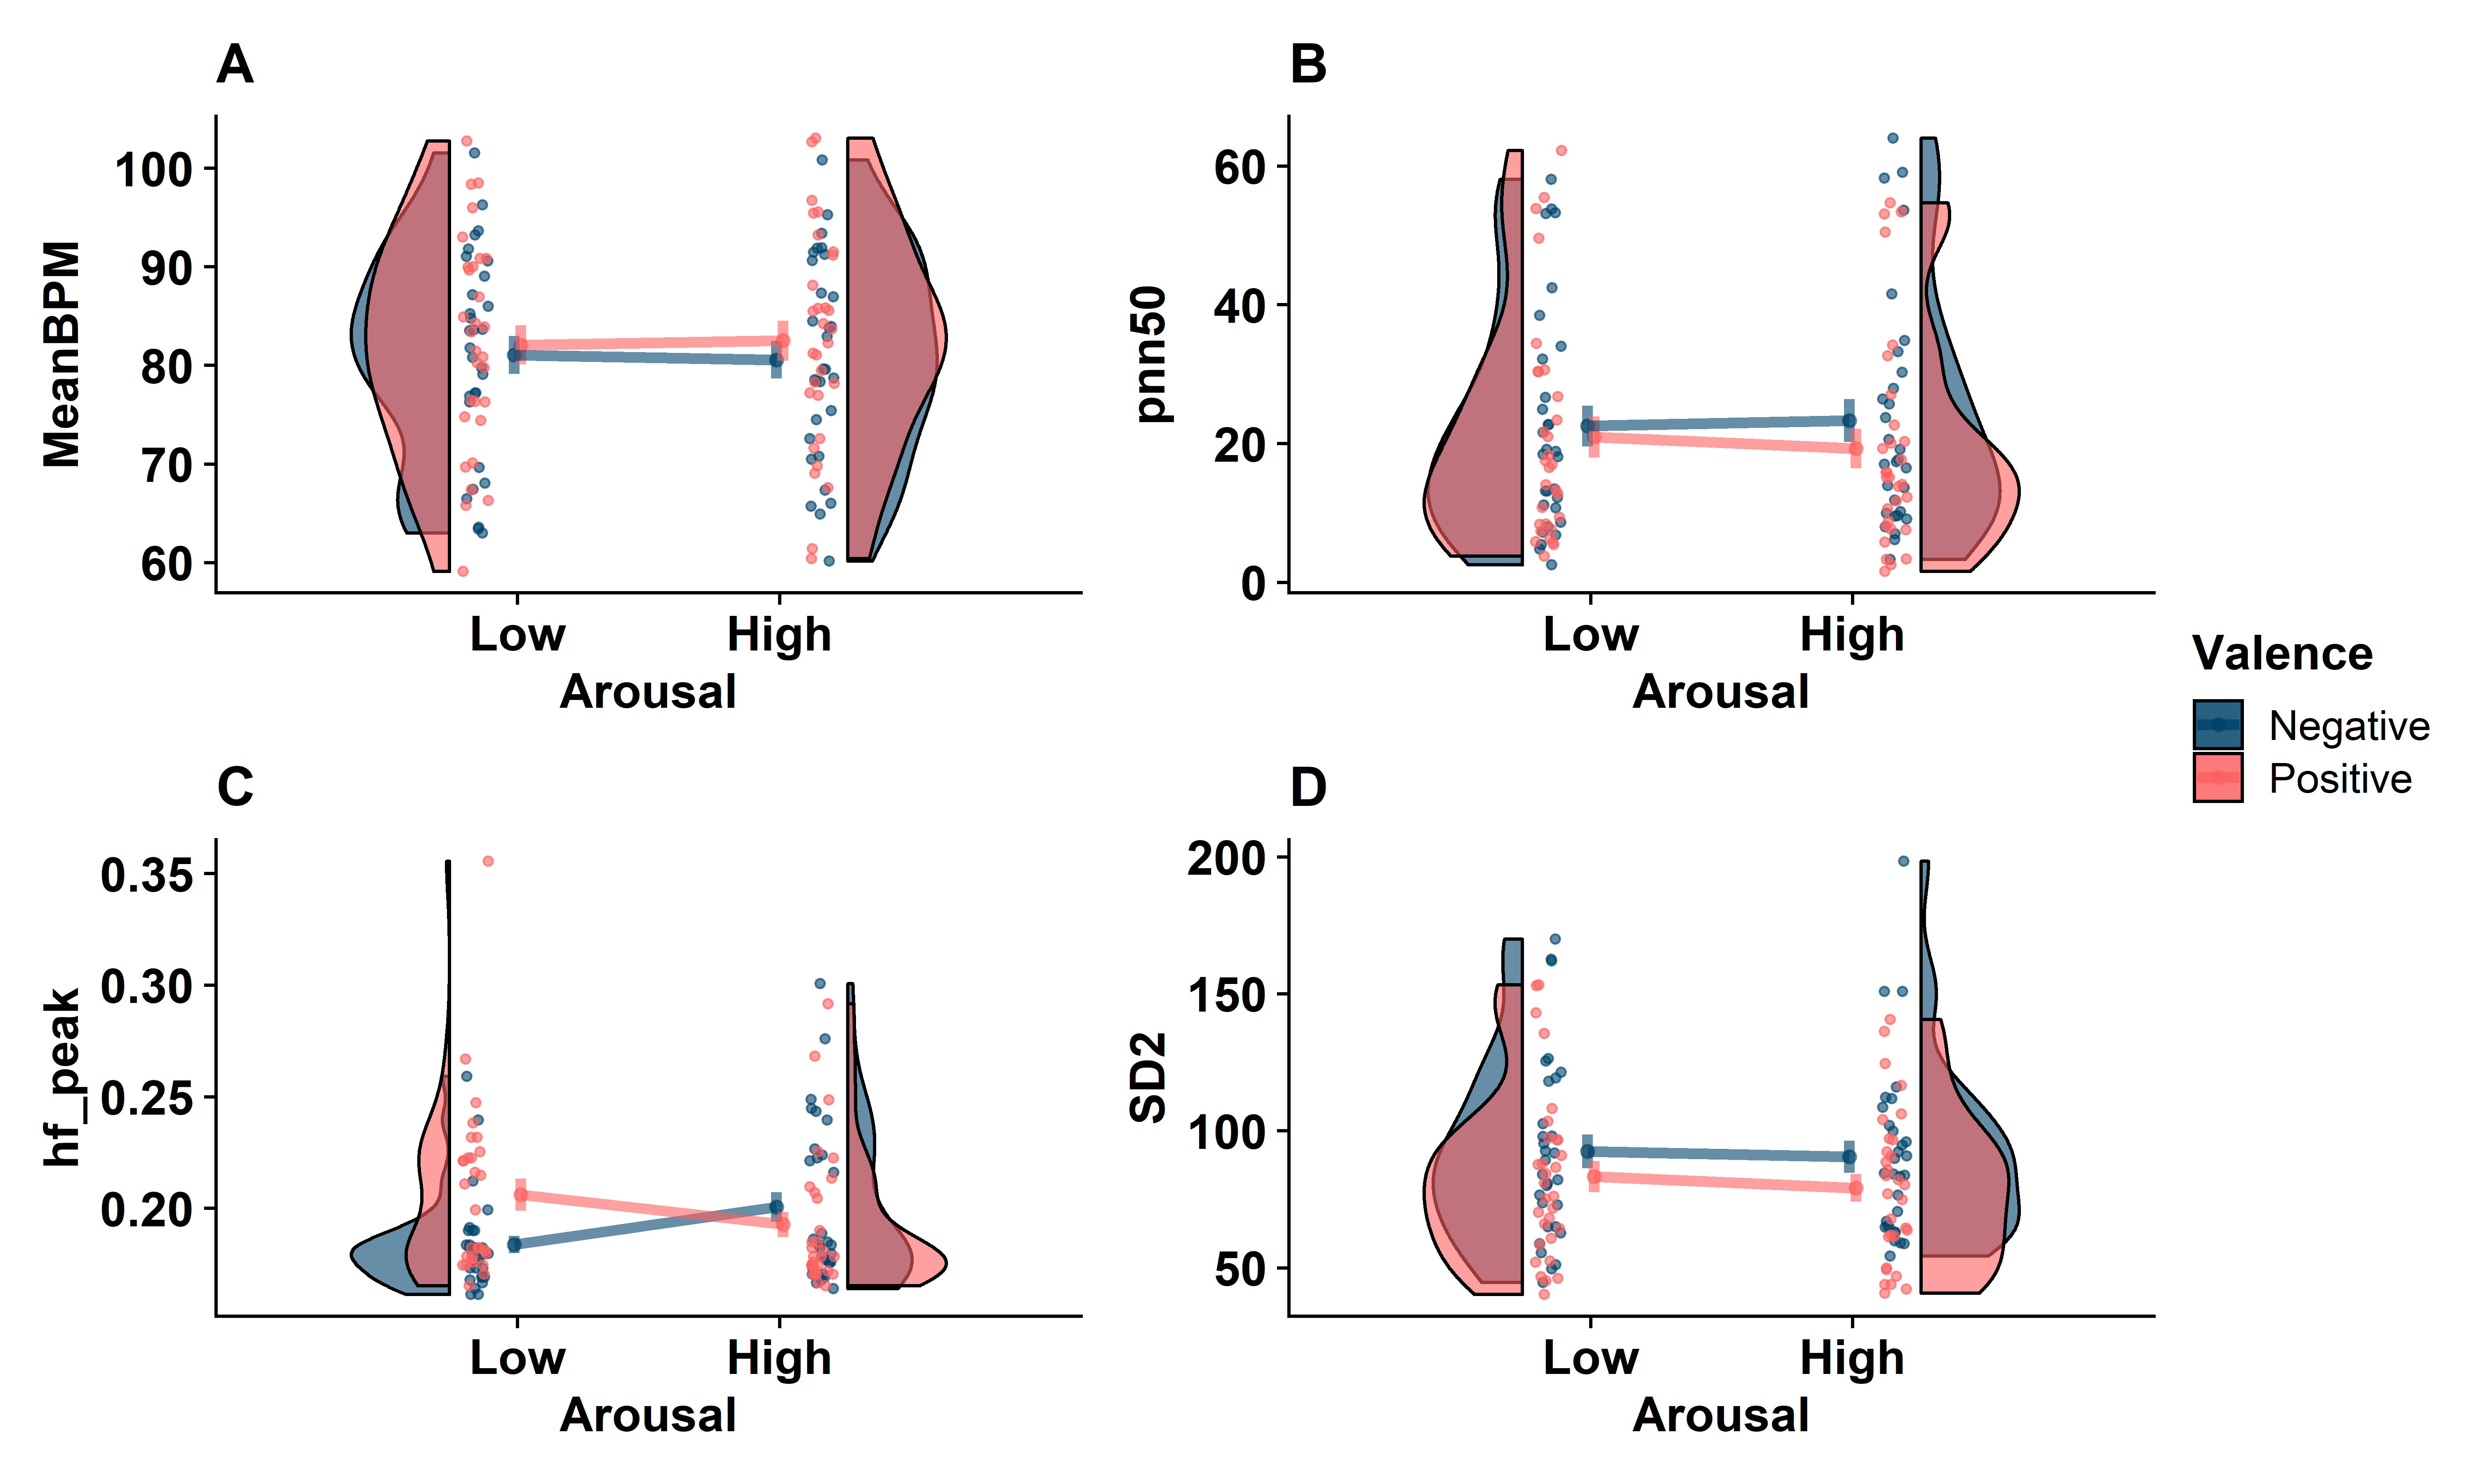 A
MeanBPM
100
90
80
70
60
Low High
Arousal
B
pnn50
60
40
20
0
Low High
Arousal
C
hf_peak
0.35
0.30
0.25
0.20
Low High
Arousal
D
SD2
200
150
100
50
Low High
Arousal
Valence
Negative
Positive